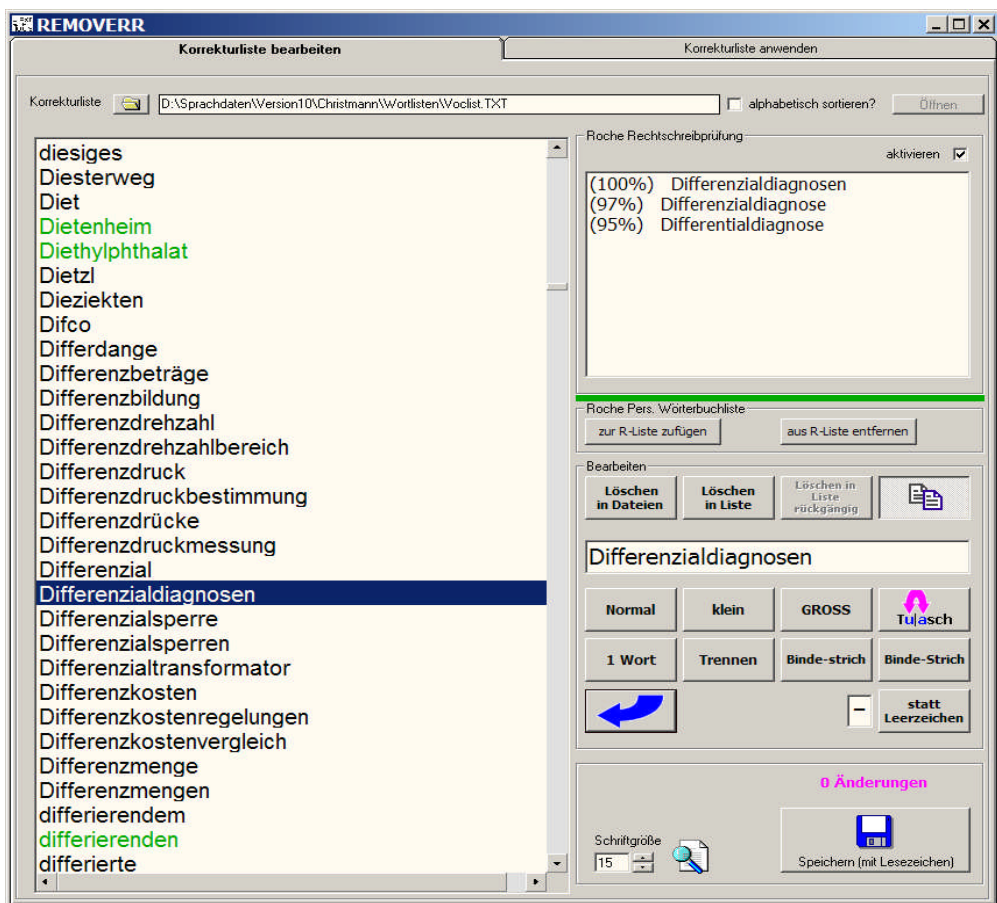 REMOVERR
Korrekturliste bearbeiten
Korrekturliste anwenden
Korrekturliste
D:\Sprachdaten\Version10\Christmann\Wortlisten\Voclist.TXT
alphabetisch sortieren?
Öffnen
diesiges
Diesterweg
Diet
Dietenheim
Diethylphthalat
Dietzl
Dieziekten
Difco
Differdange
Differenzbeträge
Differenzbildung
Differenzdrehzahl
Differenzdrehzahlbereich
Differenzdruck
Differenzdruckbestimmung
Differenzdrücke
Differenzdruckmessung
Differenzial
Differenzialdiagnosen
Differenzialsperre
Differenzialsperren
Differenzialtransformator
Differenzkosten
Differenzkostenregelungen
Differenzkostenvergleich
Differenzmenge
Differenzmengen
differierendem
differierenden
differierte
Roche Rechtschreibprüfung
aktivieren
(100%) Differenzialdiagnosen
(97%) Differenzialdiagnose
(95%) Differentialdiagnose
Roche Pers. Wörterbuchliste
zur R-Liste zufügen
aus R-Liste entfernen
Bearbeiten
Löschen
in Dateien
Löschen
in Liste
Löschen in
Liste
rückgängig
Differenzialdiagnosen
Normal
klein
GROSS
Tu|asch
1 Wort
Trennen
Binde-strich
Binde-Strich
–
statt
Leerzeichen
0 Änderungen
Schriftgröße
15
Speichern (mit Lesezeichen)